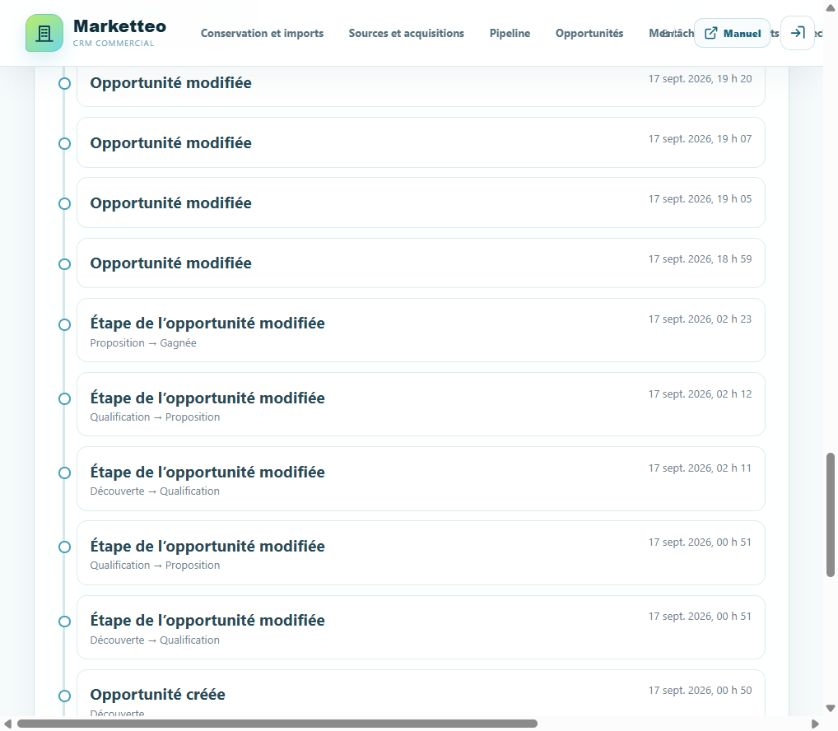 Marketteo
CRM COMMERCIAL
Conservation et imports
Sources et acquisitions
Pipeline
Opportunités
Manuel
Opportunité modifiée
17 sept. 2026, 19 h 20
Opportunité modifiée
17 sept. 2026, 19 h 07
Opportunité modifiée
17 sept. 2026, 19 h 05
Opportunité modifiée
17 sept. 2026, 18 h 59
Étape de l’opportunité modifiée
17 sept. 2026, 02 h 23
Proposition → Gagnée
Étape de l’opportunité modifiée
17 sept. 2026, 02 h 12
Qualification → Proposition
Étape de l’opportunité modifiée
17 sept. 2026, 02 h 11
Découverte → Qualification
Étape de l’opportunité modifiée
17 sept. 2026, 00 h 51
Qualification → Proposition
Étape de l’opportunité modifiée
17 sept. 2026, 00 h 51
Découverte → Qualification
Opportunité créée
17 sept. 2026, 00 h 50
Découverte